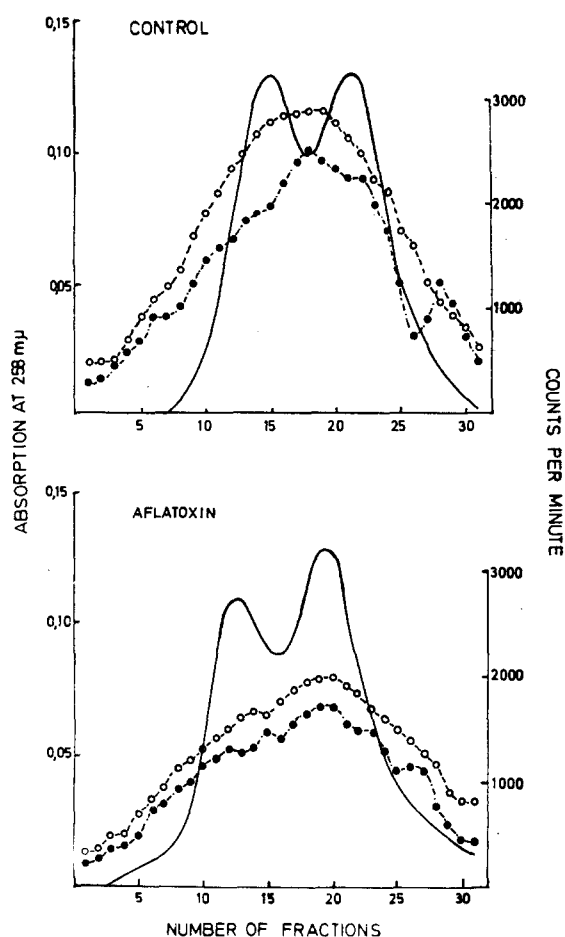 CONTROL
0,15
0,10
0,05
3000
2000
1000
5 10 15 20 25 30
ABSORPTION AT 258 mµ
COUNTS PER MINUTE
AFLATOXIN
0,15
0,10
0,05
3000
2000
1000
5 10 15 20 25 30
NUMBER OF FRACTIONS